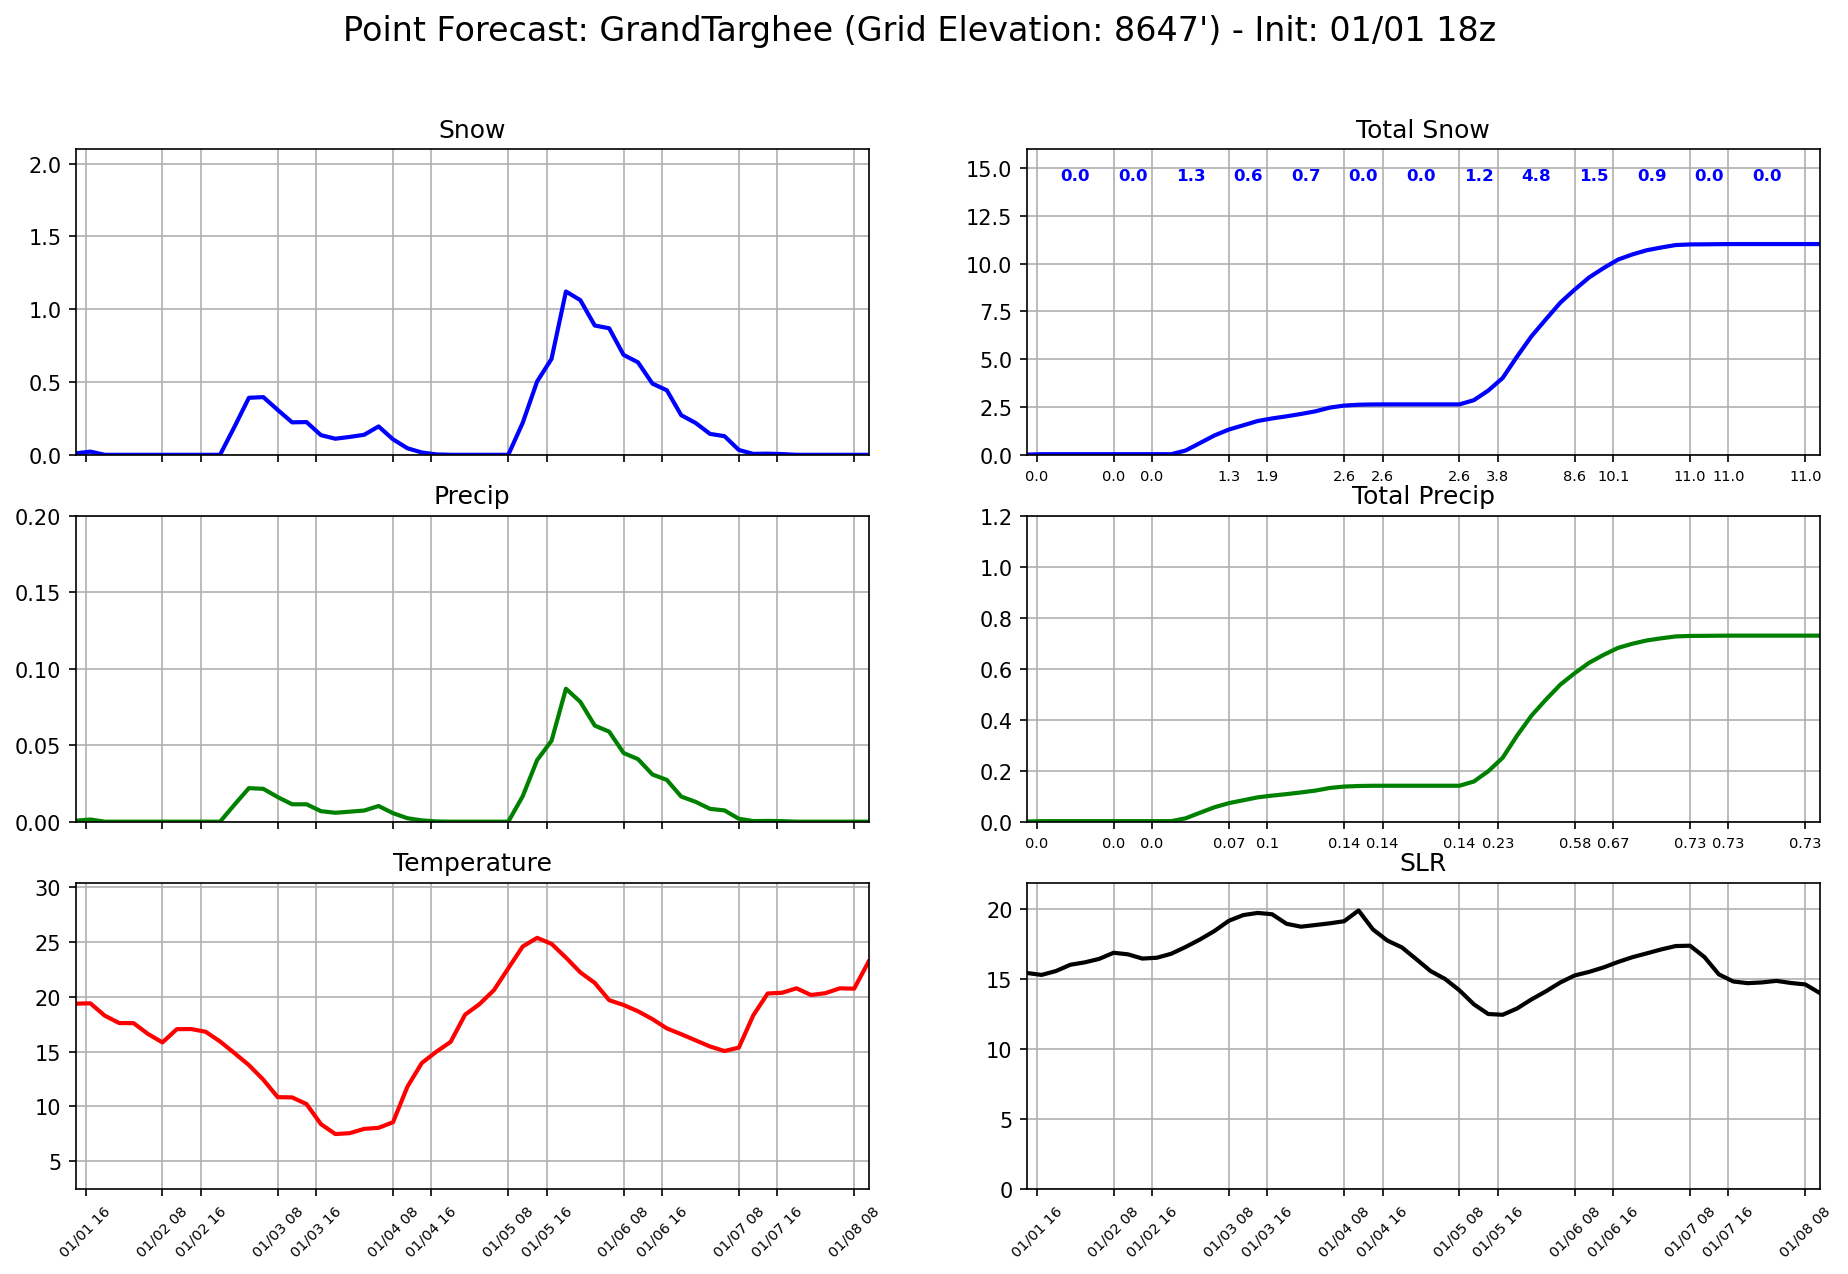 Point Forecast: GrandTarghee (Grid Elevation: 8647') - Init: 01/01 18z
Snow
2.0
1.5
1.0
0.5
0.0
Total Snow
15.0
12.5
10.0
7.5
5.0
2.5
0.0
0.0 0.0 1.3 0.6 0.7 0.0 0.0 1.2 4.8 1.5 0.9 0.0 0.0
0.0 0.0 0.0 1.3 1.9 2.6 2.6 2.6 3.8 8.6 10.1 11.0 11.0 11.0
Precip
0.20
0.15
0.10
0.05
0.00
Total Precip
1.2
1.0
0.8
0.6
0.4
0.2
0.0
0.0 0.0 0.0 0.07 0.1 0.14 0.14 0.14 0.23 0.58 0.67 0.73 0.73 0.73
Temperature
30
25
20
15
10
5
01/01 16 01/02 08 01/02 16 01/03 08 01/03 16 01/04 08 01/04 16 01/05 08 01/05 16 01/06 08 01/06 16 01/07 08 01/07 16 01/08 08
SLR
20
15
10
5
0
01/01 16 01/02 08 01/02 16 01/03 08 01/03 16 01/04 08 01/04 16 01/05 08 01/05 16 01/06 08 01/06 16 01/07 08 01/07 16 01/08 08